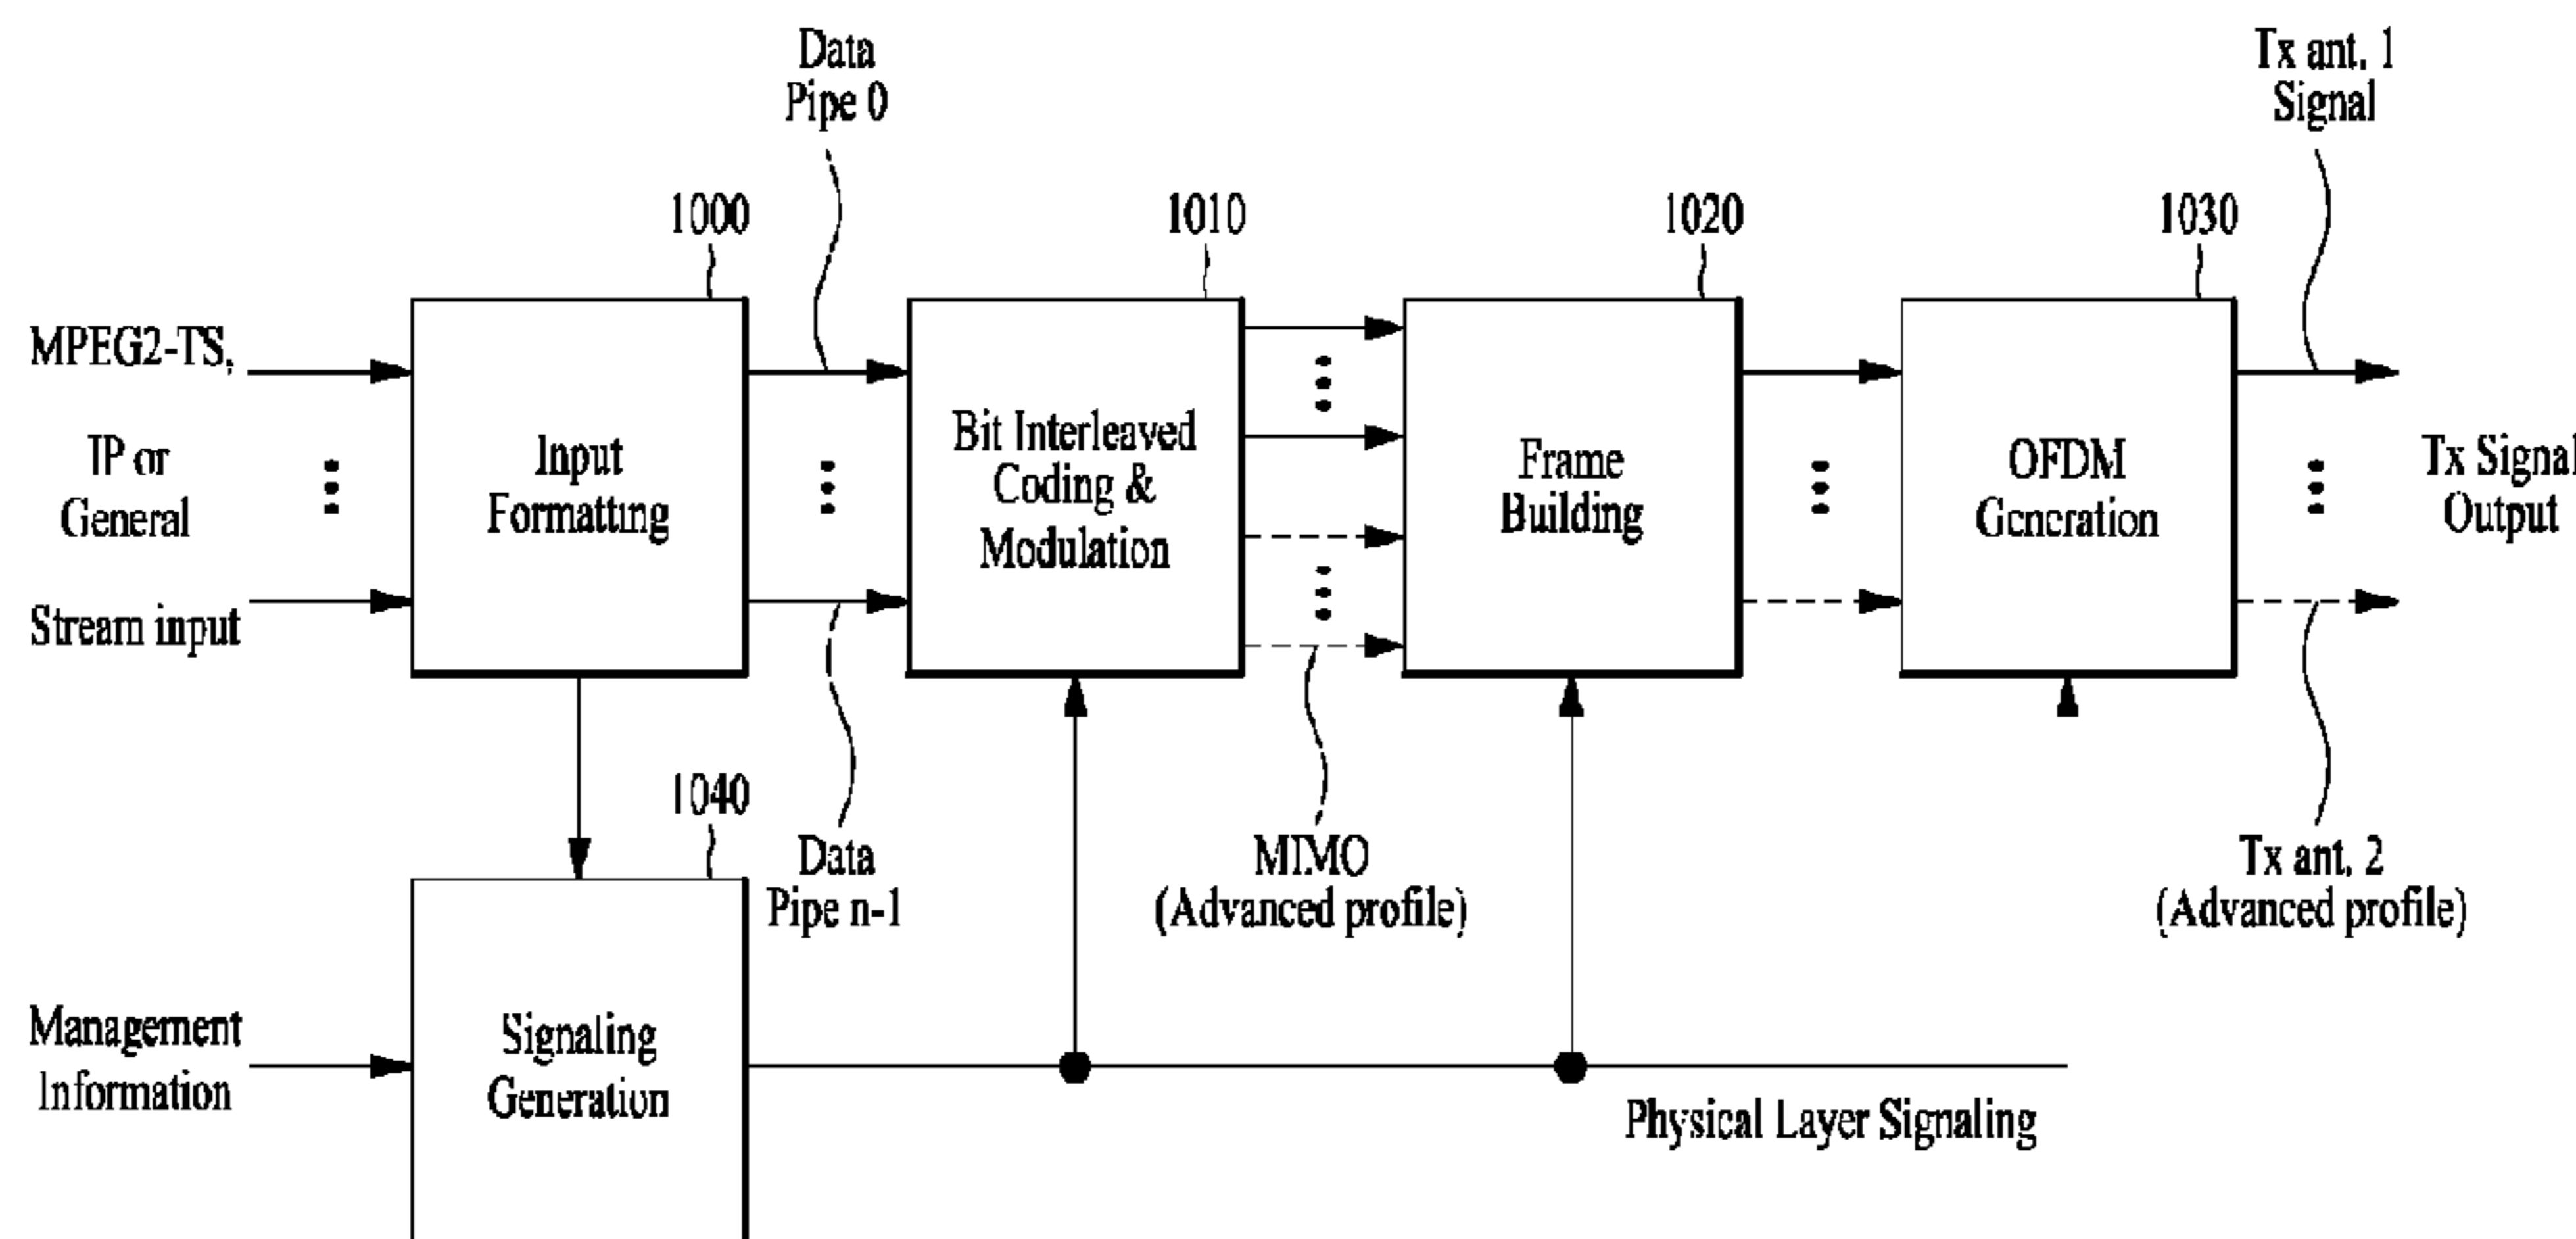 Data
Pipe 0
Tx ant. 1
Signal
1000
1010
1020
1030
MPEG2-TS,
IP or
General
Stream input
Input
Formatting
Bit Interleaved
Coding &
Modulation
Frame
Building
OFDM
Generation
Tx Signal
Output
1040
Data
Pipe n-1
MIMO
(Advanced profile)
Tx ant. 2
(Advanced profile)
Management
Information
Signaling
Generation
Physical Layer Signaling